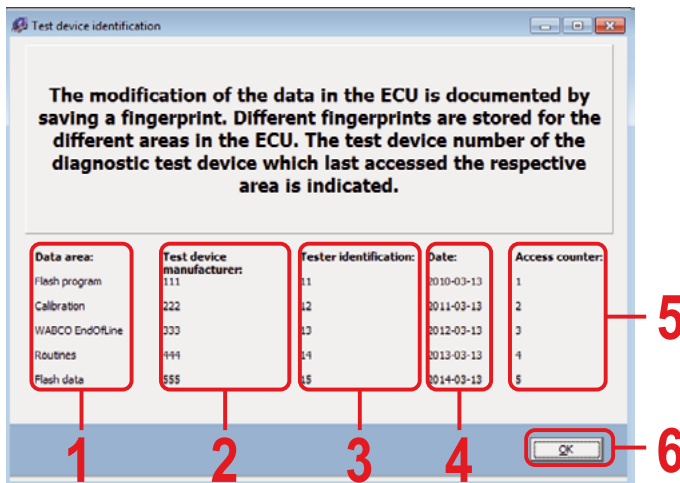 Test device identification
The modification of the data in the ECU is documented by
saving a fingerprint. Different fingerprints are stored for the
different areas in the ECU. The test device number of the
diagnostic test device which last accessed the respective
area is indicated.
Data area: Test device manufacturer: Tester identification: Date: Access counter:
Flash program 111 11 2010-03-13 1
Calibration 222 12 2011-03-13 2
WABCO EndOfLine 333 13 2012-03-13 3
Routines 444 14 2013-03-13 4
Flash data 555 15 2014-03-13 5
5
OK
6
1 2 3 4